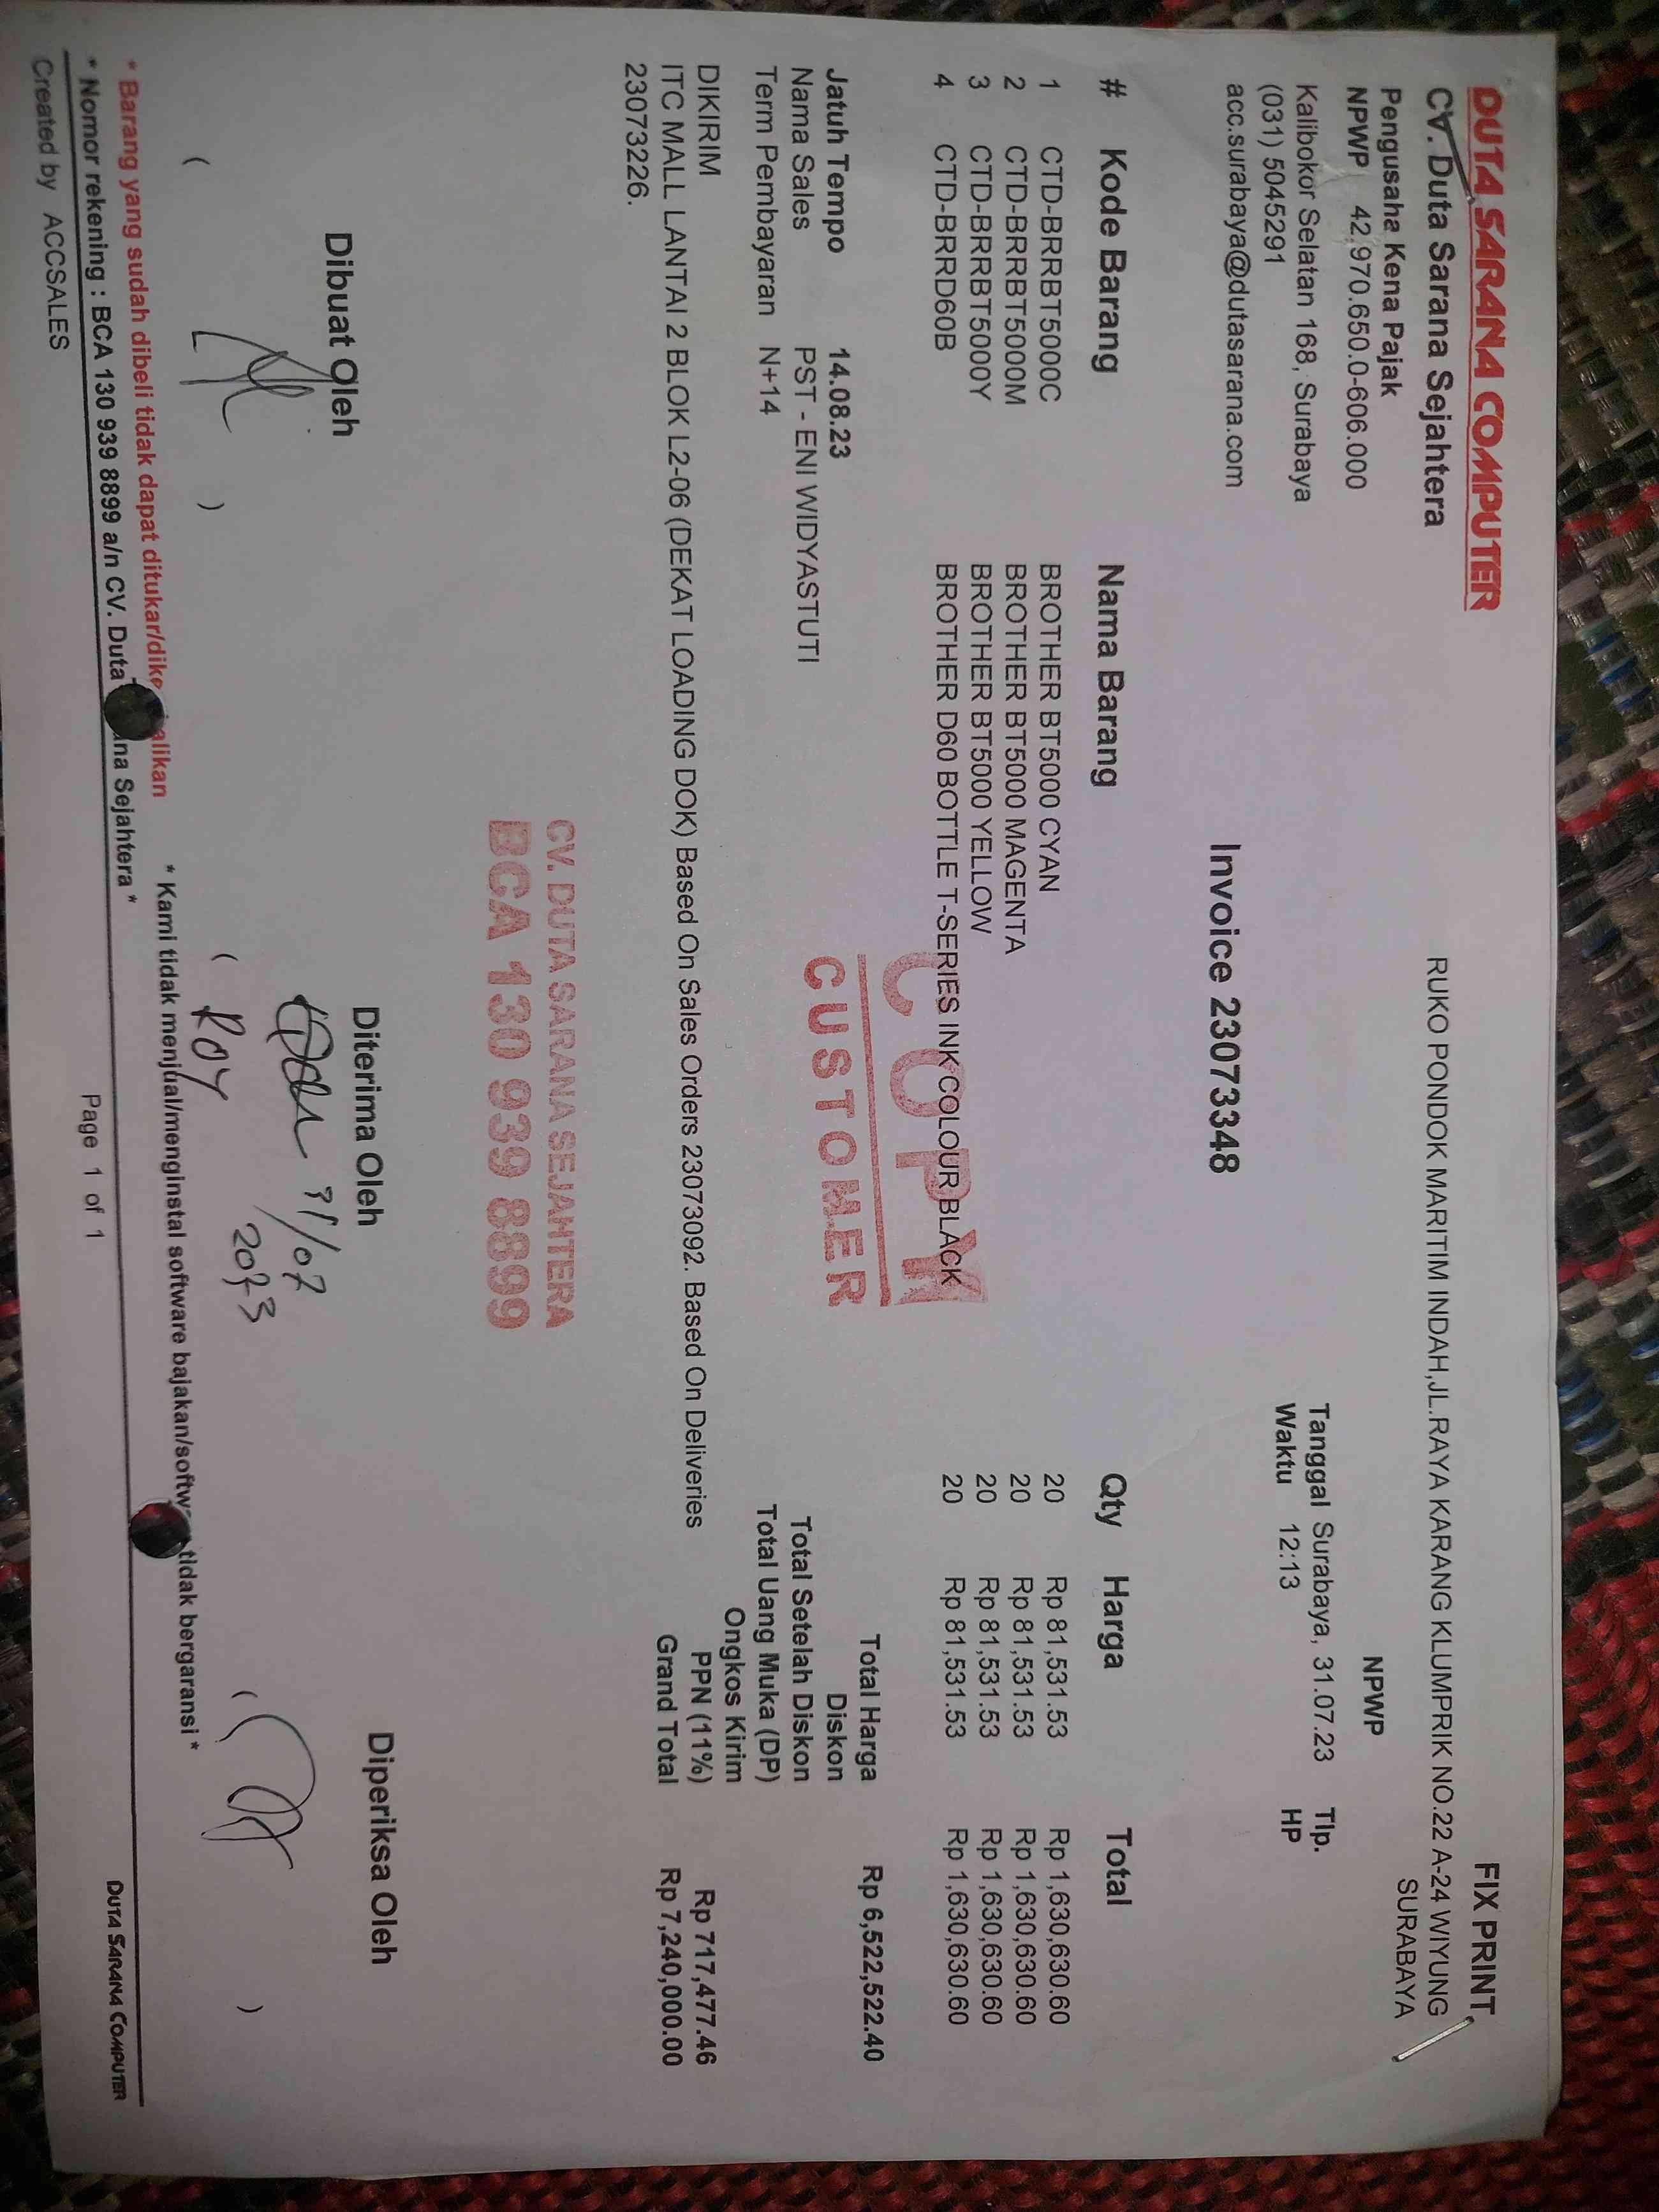 DUTA SARANA COMPUTER
CV. Duta Sarana Sejahtera
Pengusaha Kena Pajak
NPWP 42.970.650.0-606.000
Kalibokor Selatan 168, Surabaya
(031) 5045291
acc.surabaya@dutasarana.com
FIX PRINT,
RUKO PONDOK MARITIM INDAH,JL.RAYA KARANG KLUMPRIK NO.22 A-24 WIYUNG
SURABAYA
NPWP
Tanggal Surabaya, 31.07.23 Tlp.
Waktu 12:13 HP
Invoice 23073348
# Kode Barang Nama Barang Qty Harga Total
1 CTD-BRRBT5000C BROTHER BT5000 CYAN 20 Rp 81,531.53 Rp 1,630,630.60
2 CTD-BRRBT5000M BROTHER BT5000 MAGENTA 20 Rp 81,531.53 Rp 1,630,630.60
3 CTD-BRRBT5000Y BROTHER BT5000 YELLOW 20 Rp 81,531.53 Rp 1,630,630.60
4 CTD-BRRD60B BROTHER D60 BOTTLE T-SERIES INK COLOUR BLACK 20 Rp 81,531.53 Rp 1,630,630.60
COPY
CUSTOMER
Jatuh Tempo 14.08.23
Nama Sales PST - ENI WIDYASTUTI
Term Pembayaran N+14
Total Harga Rp 6,522,522.40
Diskon
Total Setelah Diskon
Total Uang Muka (DP)
Ongkos Kirim
PPN (11%) Rp 717,477.46
Grand Total Rp 7,240,000.00
DIKIRIM
ITC MALL LANTAI 2 BLOK L2-06 (DEKAT LOADING DOK) Based On Sales Orders 23073092. Based On Deliveries
23073226.
CV. DUTA SARANA SEJAHTERA
BCA 130 939 8899
Dibuat Oleh Diterima Oleh Diperiksa Oleh
31/07
2023
( ) ( ROY ( )
* Barang yang sudah dibeli tidak dapat ditukar/dike alikan * Kami tidak menjual/menginstal software bajakan/softw tidak bergaransi *
* Nomor rekening : BCA 130 939 8899 a/n CV. Duta ana Sejahtera *
Created by ACCSALES Page 1 of 1 DUTA SARANA COMPUTER